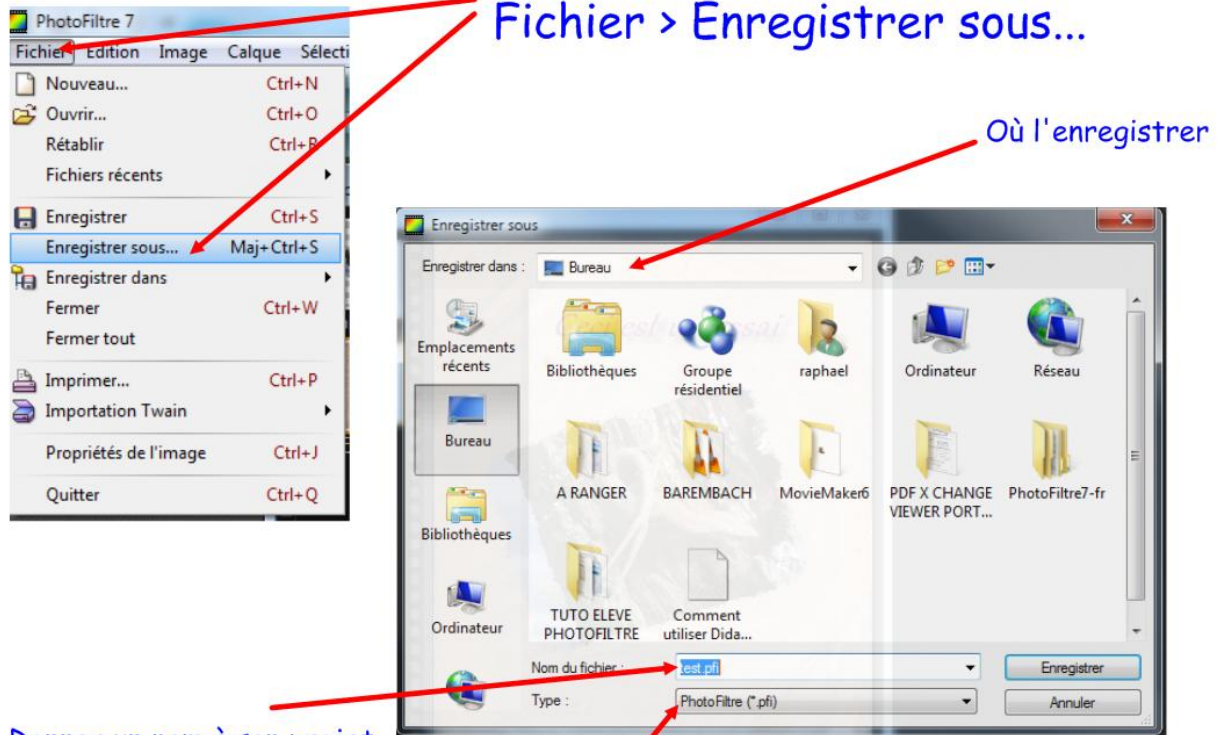 PhotoFiltre 7
Fichier Edition Image Calque Sélecti
Nouveau... Ctrl+N
Ouvrir... Ctrl+O
Rétablir Ctrl+R
Fichiers récents
Enregistrer Ctrl+S
Enregistrer sous... Maj+Ctrl+S
Enregistrer dans
Fermer Ctrl+W
Fermer tout
Imprimer... Ctrl+P
Importation Twain
Propriétés de l'image Ctrl+J
Quitter Ctrl+Q
Fichier > Enregistrer sous...
Où l'enregistrer
Enregistrer sous
Enregistrer dans : Bureau
Emplacements
récents
Bureau
Bibliothèques
Ordinateur
Bibliothèques
Groupe
résidentiel
raphael
Ordinateur
Réseau
A RANGER
BAREMBACH
MovieMaker6
PDF X CHANGE
VIEWER PORT...
PhotoFiltre7-fr
TUTO ELEVE
PHOTOFILTRE
Comment
utiliser Dida...
Nom du fichier : test.pfi Enregistrer
Type : PhotoFiltre (*.pfi) Annuler